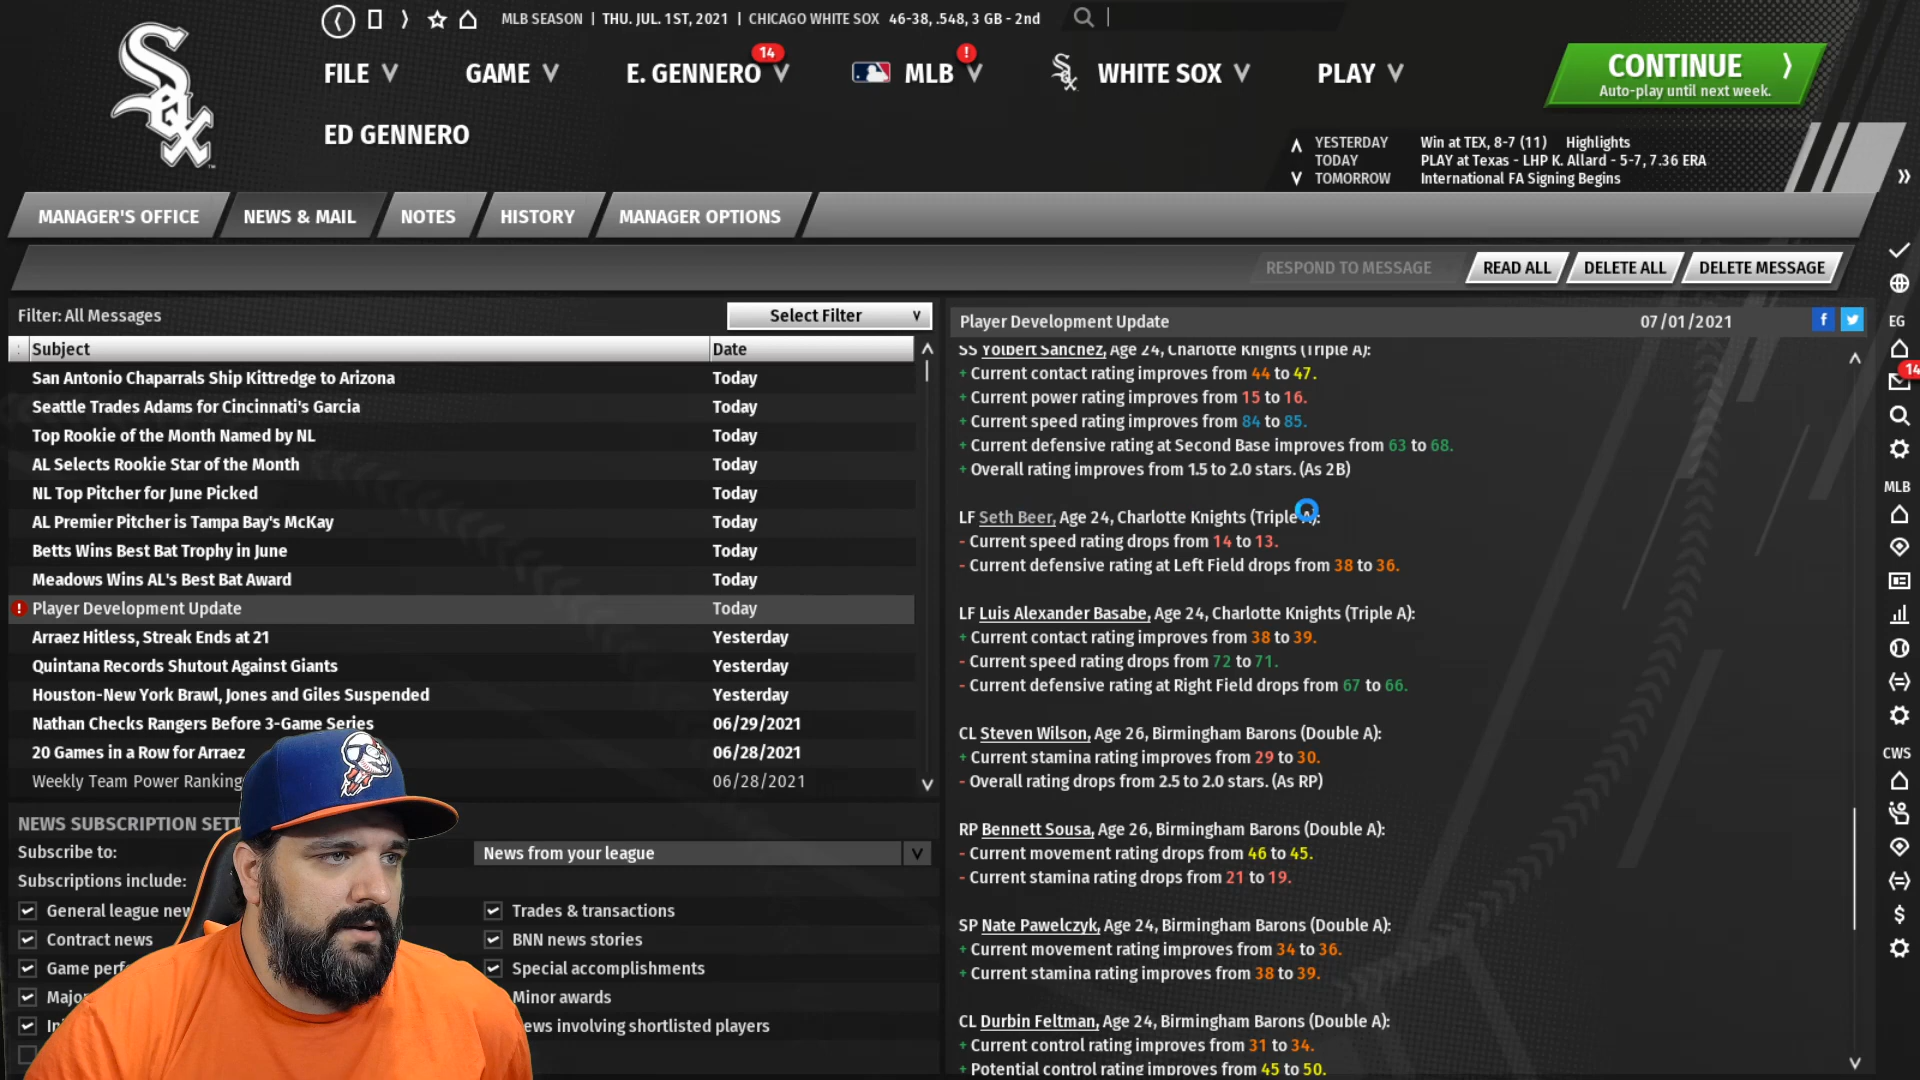 MLB SEASON | THU. JUL. 1ST, 2021 | CHICAGO WHITE SOX 46-38, .548, 3 GB - 2nd
Sox
FILE GAME E. GENNERO 14 MLB ! WHITE SOX PLAY
CONTINUE
Auto-play until next week.
ED GENNERO
YESTERDAY Win at TEX, 8-7 (11) Highlights
TODAY PLAY at Texas - LHP K. Allard - 5-7, 7.36 ERA
TOMORROW International FA Signing Begins
MANAGER'S OFFICE NEWS & MAIL NOTES HISTORY MANAGER OPTIONS
RESPOND TO MESSAGE READ ALL DELETE ALL DELETE MESSAGE
Filter: All Messages Select Filter
Subject Date
San Antonio Chaparrals Ship Kittredge to Arizona Today
Seattle Trades Adams for Cincinnati's Garcia Today
Top Rookie of the Month Named by NL Today
AL Selects Rookie Star of the Month Today
NL Top Pitcher for June Picked Today
AL Premier Pitcher is Tampa Bay's McKay Today
Betts Wins Best Bat Trophy in June Today
Meadows Wins AL's Best Bat Award Today
! Player Development Update Today
Arraez Hitless, Streak Ends at 21 Yesterday
Quintana Records Shutout Against Giants Yesterday
Houston-New York Brawl, Jones and Giles Suspended Yesterday
Nathan Checks Rangers Before 3-Game Series 06/29/2021
20 Games in a Row for Arraez 06/28/2021
Weekly Team Power Ranking 06/28/2021
NEWS SUBSCRIPTION
Subscribe to: News from your league
Subscriptions include:
General league Trades & transactions
Contract news BNN news stories
Game Special accomplishments
Minor awards
involving shortlisted players
Player Development Update 07/01/2021
SS Yolbert Sanchez, Age 24, Charlotte Knights (Triple A):
+ Current contact rating improves from 44 to 47.
+ Current power rating improves from 15 to 16.
+ Current speed rating improves from 84 to 85.
+ Current defensive rating at Second Base improves from 63 to 68.
+ Overall rating improves from 1.5 to 2.0 stars. (As 2B)
LF Seth Beer, Age 24, Charlotte Knights (Triple A):
- Current speed rating drops from 14 to 13.
- Current defensive rating at Left Field drops from 38 to 36.
LF Luis Alexander Basabe, Age 24, Charlotte Knights (Triple A):
+ Current contact rating improves from 38 to 39.
- Current speed rating drops from 72 to 71.
- Current defensive rating at Right Field drops from 67 to 66.
CL Steven Wilson, Age 26, Birmingham Barons (Double A):
+ Current stamina rating improves from 29 to 30.
- Overall rating drops from 2.5 to 2.0 stars. (As RP)
RP Bennett Sousa, Age 26, Birmingham Barons (Double A):
- Current movement rating drops from 46 to 45.
- Current stamina rating drops from 21 to 19.
SP Nate Pawelczyk, Age 24, Birmingham Barons (Double A):
+ Current movement rating improves from 34 to 36.
+ Current stamina rating improves from 38 to 39.
CL Durbin Feltman, Age 24, Birmingham Barons (Double A):
+ Current control rating improves from 31 to 34.
+ Potential control rating improves from 45 to 50.
EG
14
MLB
CWS